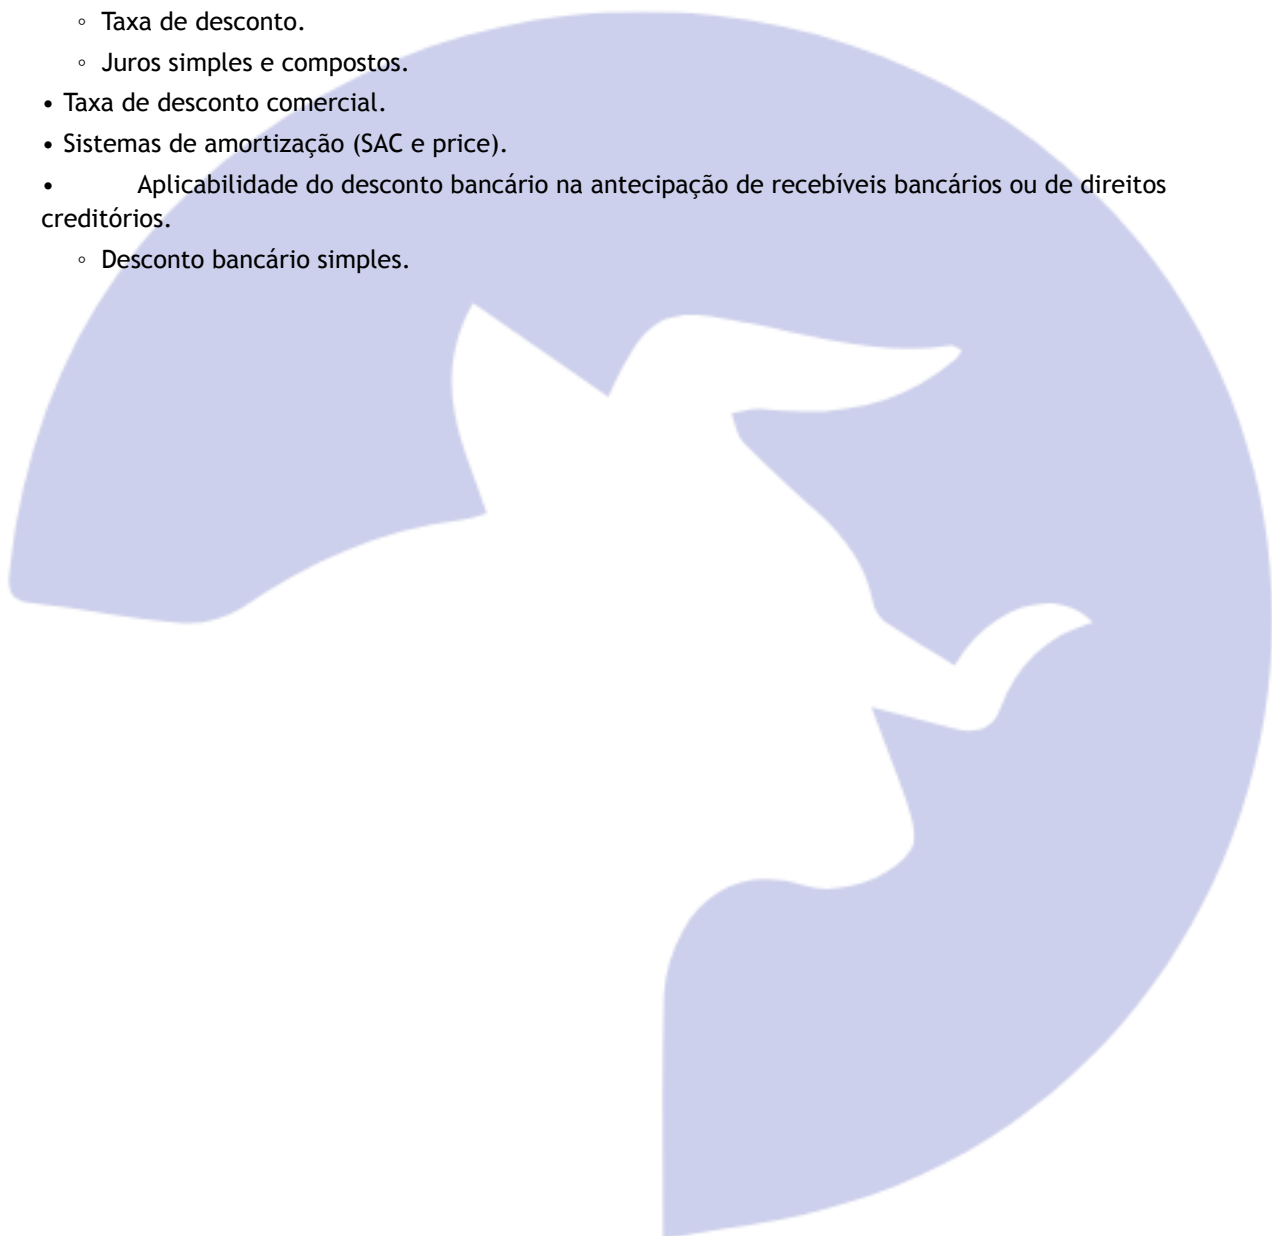 ◦ Taxa de desconto.
◦ Juros simples e compostos.
• Taxa de desconto comercial.
• Sistemas de amortização (SAC e price).
• Aplicabilidade do desconto bancário na antecipação de recebíveis bancários ou de direitos
creditórios.
◦ Desconto bancário simples.